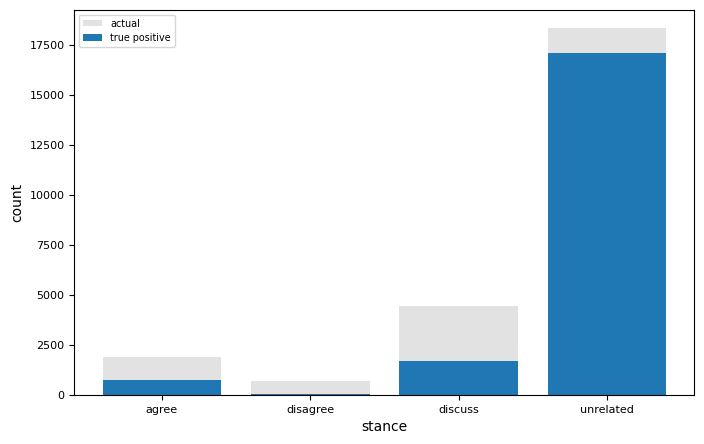 actual
true positive
17500
15000
12500
10000
7500
5000
2500
0
count
agree disagree discuss unrelated
stance